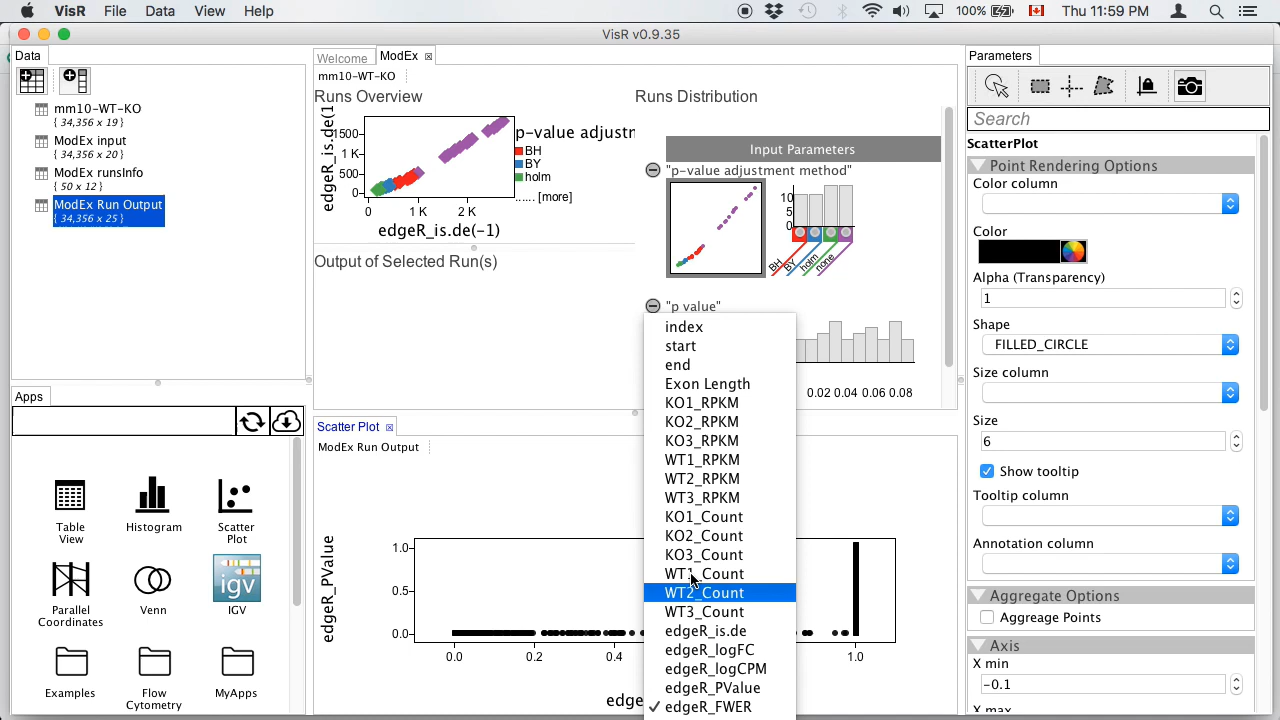 VisR File Data View Help
100% Thu 11:59 PM
VisR v0.9.35
Data
mm10-WT-KO
{ 34,356 x 19 }
ModEx input
{ 34,356 x 20 }
ModEx runsInfo
{ 50 x 12 }
ModEx Run Output
{ 34,356 x 25 }
Apps
Table View
Histogram
Scatter Plot
Parallel Coordinates
Venn
IGV
igv
Examples
Flow Cytometry
MyApps
Welcome ModEx
mm10-WT-KO
Runs Overview
edgeR_is.de(1
1500
1 K
500
0
0 1 K 2 K
edgeR_is.de(-1)
p-value adjustn
BH
BY
holm
...... [more]
Output of Selected Run(s)
Runs Distribution
Input Parameters
"p-value adjustment method"
10
5
0
BH BY holm none
"p value"
0.02 0.04 0.06 0.08
Scatter Plot
ModEx Run Output
edgeR_PValue
1.0
0.5
0.0
0.0 0.2 0.4 1.0
edge
index
start
end
Exon Length
KO1_RPKM
KO2_RPKM
KO3_RPKM
WT1_RPKM
WT2_RPKM
WT3_RPKM
KO1_Count
KO2_Count
KO3_Count
WT1_Count
WT2_Count
WT3_Count
edgeR_is.de
edgeR_logFC
edgeR_logCPM
edgeR_PValue
edgeR_FWER
Parameters
Search
ScatterPlot
Point Rendering Options
Color column
Color
Alpha (Transparency)
1
Shape
FILLED_CIRCLE
Size column
Size
6
Show tooltip
Tooltip column
Annotation column
Aggregate Options
Aggreage Points
Axis
X min
-0.1
X max